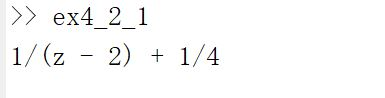 >> ex4_2_1
1/(z - 2) + 1/4